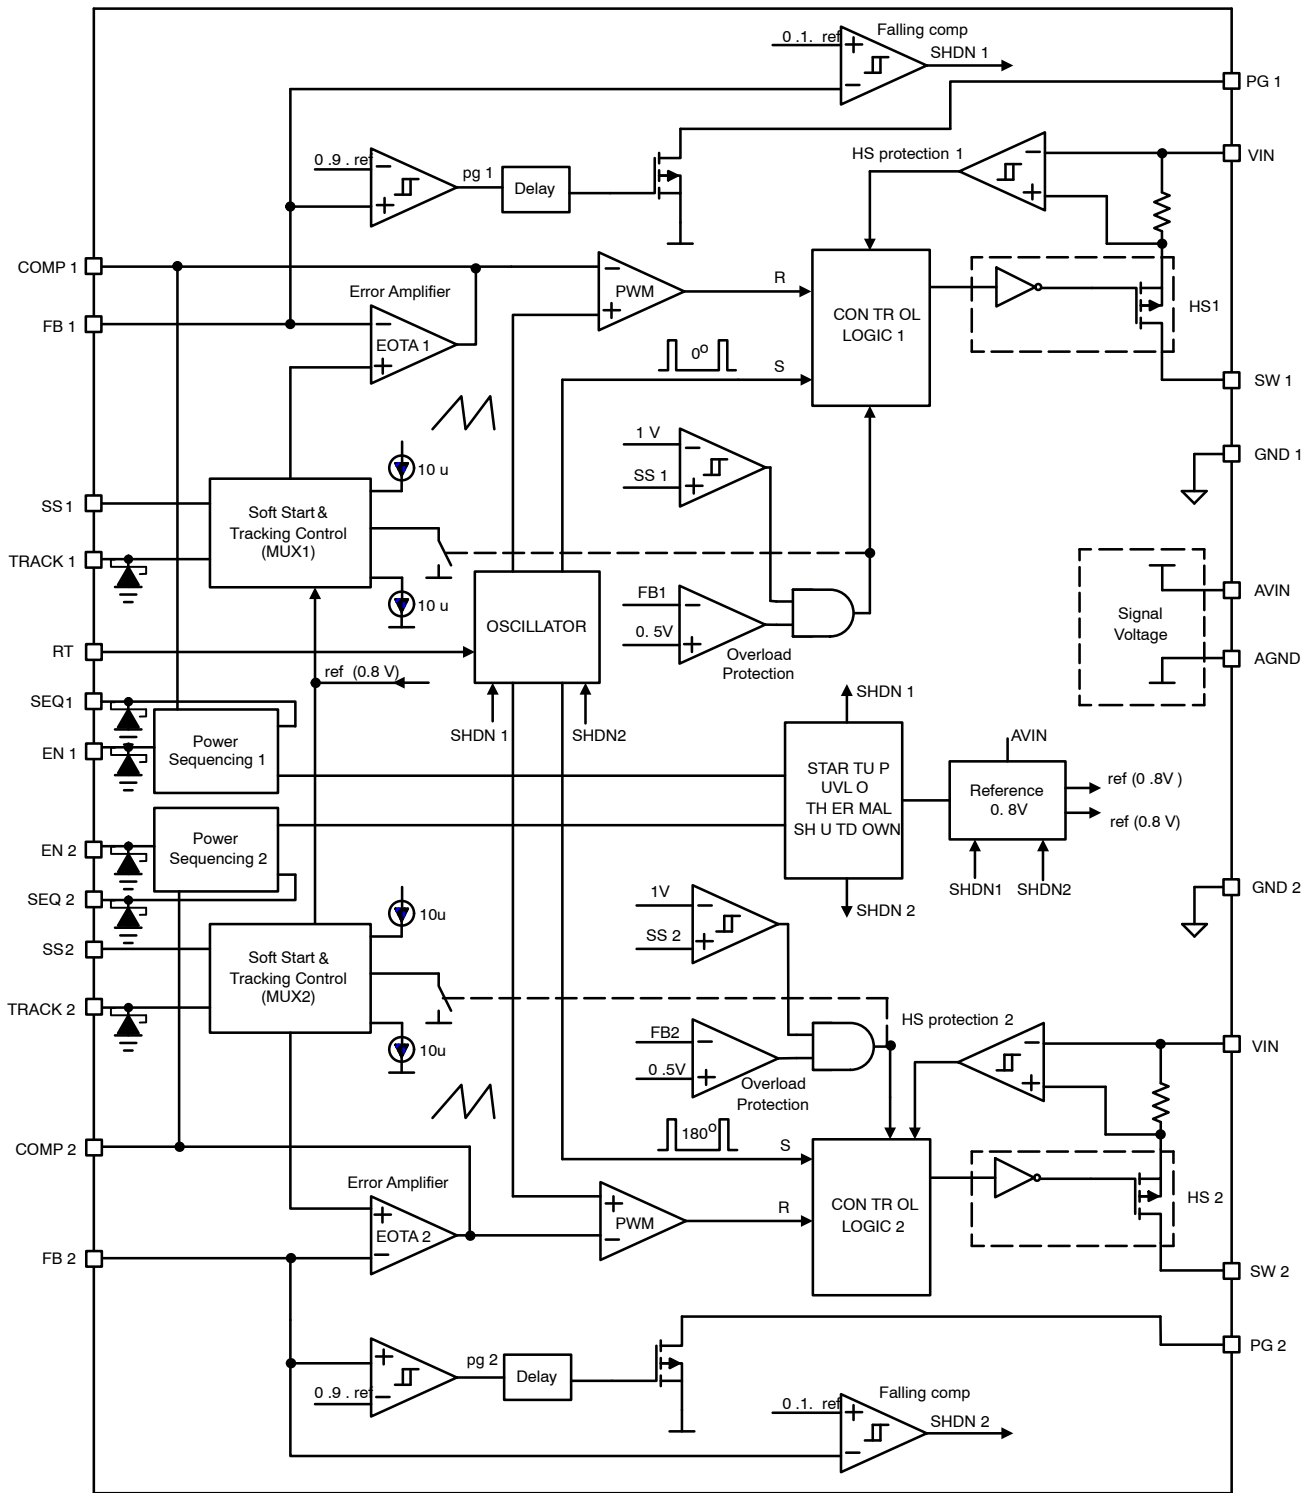 Falling comp
0 .1. ref
SHDN 1
PG 1
0 .9 . ref
pg 1
Delay
HS protection 1
VIN
COMP 1
Error Amplifier
PWM
R
CON TR OL
LOGIC 1
HS1
FB 1
EOTA 1
0o
S
SW 1
10 u
1 V
SS 1
GND 1
SS 1
Soft Start &
Tracking Control
(MUX1)
TRACK 1
10 u
OSCILLATOR
FB1
0. 5V
Overload
Protection
Signal
Voltage
AVIN
AGND
RT
ref (0.8 V)
SEQ1
SHDN 1
SHDN2
SHDN 1
EN 1
Power
Sequencing 1
STAR TU P
UVL O
TH ER MAL
SH U TD OWN
AVIN
Reference
0. 8V
ref (0 .8V )
ref (0.8 V)
EN 2
Power
Sequencing 2
SHDN1
SHDN2
SEQ 2
10u
1V
SS 2
SHDN 2
GND 2
SS2
Soft Start &
Tracking Control
(MUX2)
TRACK 2
10u
FB2
0 .5V
Overload
Protection
HS protection 2
VIN
COMP 2
180o
S
Error Amplifier
EOTA 2
PWM
R
CON TR OL
LOGIC 2
HS 2
FB 2
SW 2
pg 2
Delay
0 .9 . ref
PG 2
Falling comp
0 .1. ref
SHDN 2